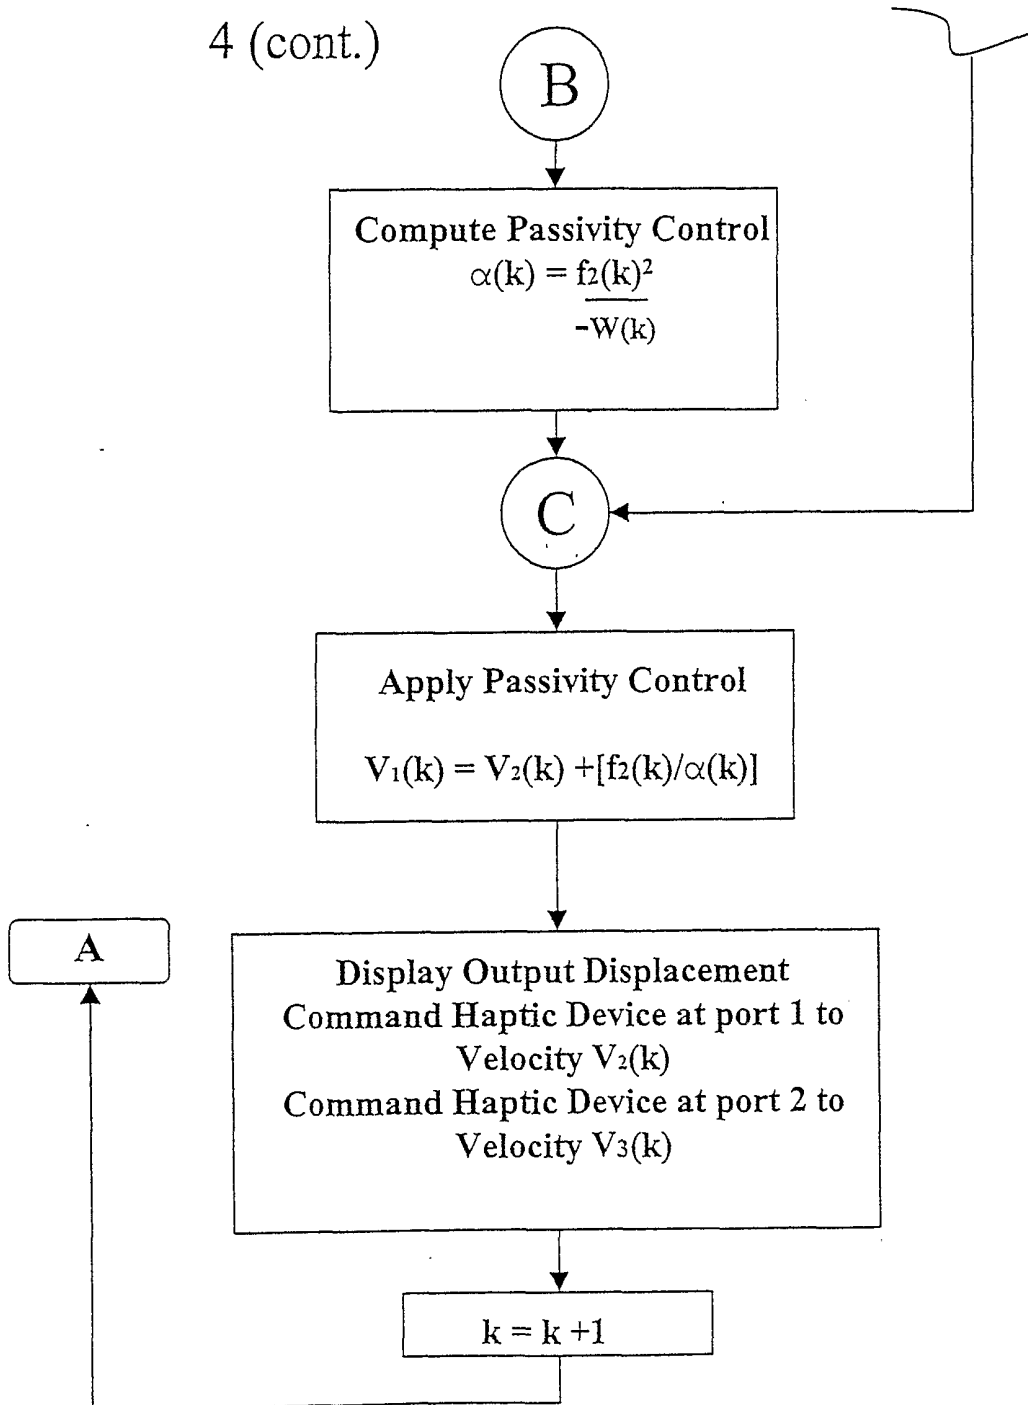 4 (cont.)
B
Compute Passivity Control
∝(k) = f₂(k)²
-W(k)
C
Apply Passivity Control
V₁(k) = V₂(k) +[f₂(k)/∝(k)]
A
Display Output Displacement
Command Haptic Device at port 1 to
Velocity V₂(k)
Command Haptic Device at port 2 to
Velocity V₃(k)
k = k +1